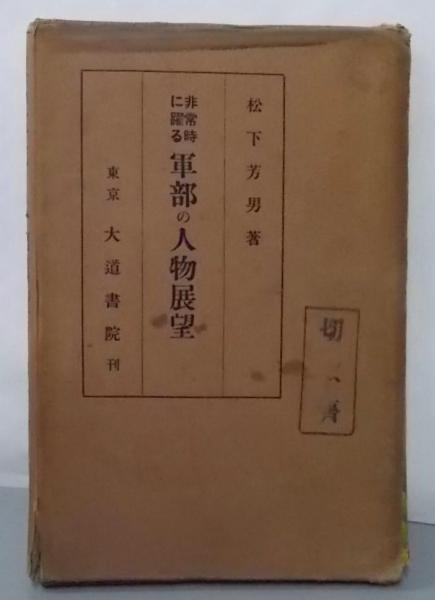 松下芳男著
非常時に躍る
軍部の人物展望
東京 大道書院刊